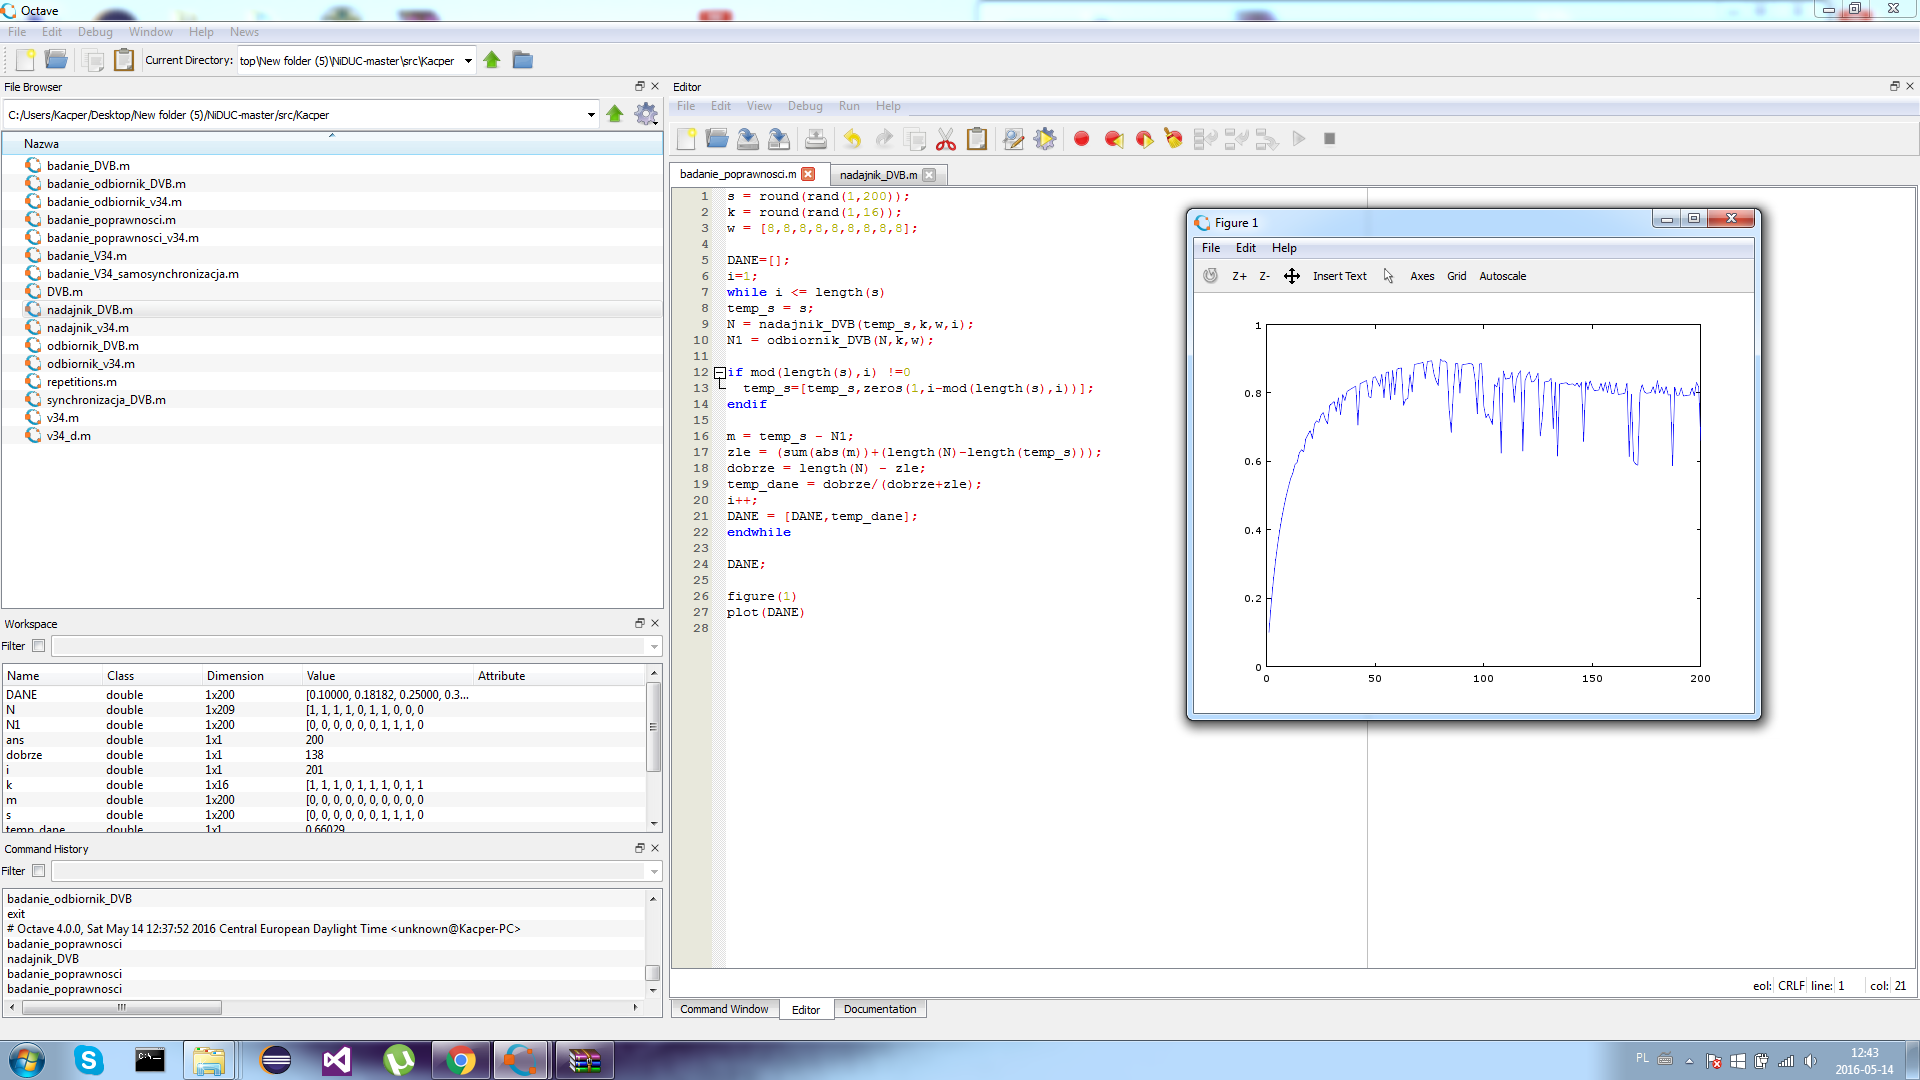 Octave
File Edit Debug Window Help News
Current Directory: top\New folder (5)\NiDUC-master\src\Kacper
File Browser
C:/Users/Kacper/Desktop/New folder (5)/NiDUC-master/src/Kacper
Nazwa
badanie_DVB.m
badanie_odbiornik_DVB.m
badanie_odbiornik_v34.m
badanie_poprawnosci.m
badanie_poprawnosci_v34.m
badanie_V34.m
badanie_V34_samosynchronizacja.m
DVB.m
nadajnik_DVB.m
nadajnik_v34.m
odbiornik_DVB.m
odbiornik_v34.m
repetitions.m
synchronizacja_DVB.m
v34.m
v34_d.m
Workspace
Filter
Name Class Dimension Value Attribute
DANE double 1x200 [0.10000, 0.18182, 0.25000, 0.3...
N double 1x209 [1, 1, 1, 1, 0, 1, 1, 0, 0, 0
N1 double 1x200 [0, 0, 0, 0, 0, 0, 1, 1, 1, 0
ans double 1x1 200
dobrze double 1x1 138
i double 1x1 201
k double 1x16 [1, 1, 1, 0, 1, 1, 1, 0, 1, 1
m double 1x200 [0, 0, 0, 0, 0, 0, 0, 0, 0, 0
s double 1x200 [0, 0, 0, 0, 0, 0, 1, 1, 1, 0
temp_dane double 1x1 0.66029
Command History
Filter
badanie_odbiornik_DVB
exit
# Octave 4.0.0, Sat May 14 12:37:52 2016 Central European Daylight Time <unknown@Kacper-PC>
badanie_poprawnosci
nadajnik_DVB
badanie_poprawnosci
badanie_poprawnosci
Editor
File Edit View Debug Run Help
badanie_poprawnosci.m nadajnik_DVB.m
1 s = round(rand(1,200));
2 k = round(rand(1,16));
3 w = [8,8,8,8,8,8,8,8,8];
4
5 DANE=[];
6 i=1;
7 while i <= length(s)
8 temp_s = s;
9 N = nadajnik_DVB(temp_s,k,w,i);
10 N1 = odbiornik_DVB(N,k,w);
11
12 if mod(length(s),i) !=0
13 temp_s=[temp_s,zeros(1,i-mod(length(s),i))];
14 endif
15
16 m = temp_s - N1;
17 zle = (sum(abs(m))+(length(N)-length(temp_s)));
18 dobrze = length(N) - zle;
19 temp_dane = dobrze/(dobrze+zle);
20 i++;
21 DANE = [DANE,temp_dane];
22 endwhile
23
24 DANE;
25
26 figure(1)
27 plot(DANE)
28
eol: CRLF line: 1 col: 21
Command Window Editor Documentation
Figure 1
File Edit Help
Z+ Z- Insert Text Axes Grid Autoscale
1
0.8
0.6
0.4
0.2
0
0 50 100 150 200
PL
12:43
2016-05-14